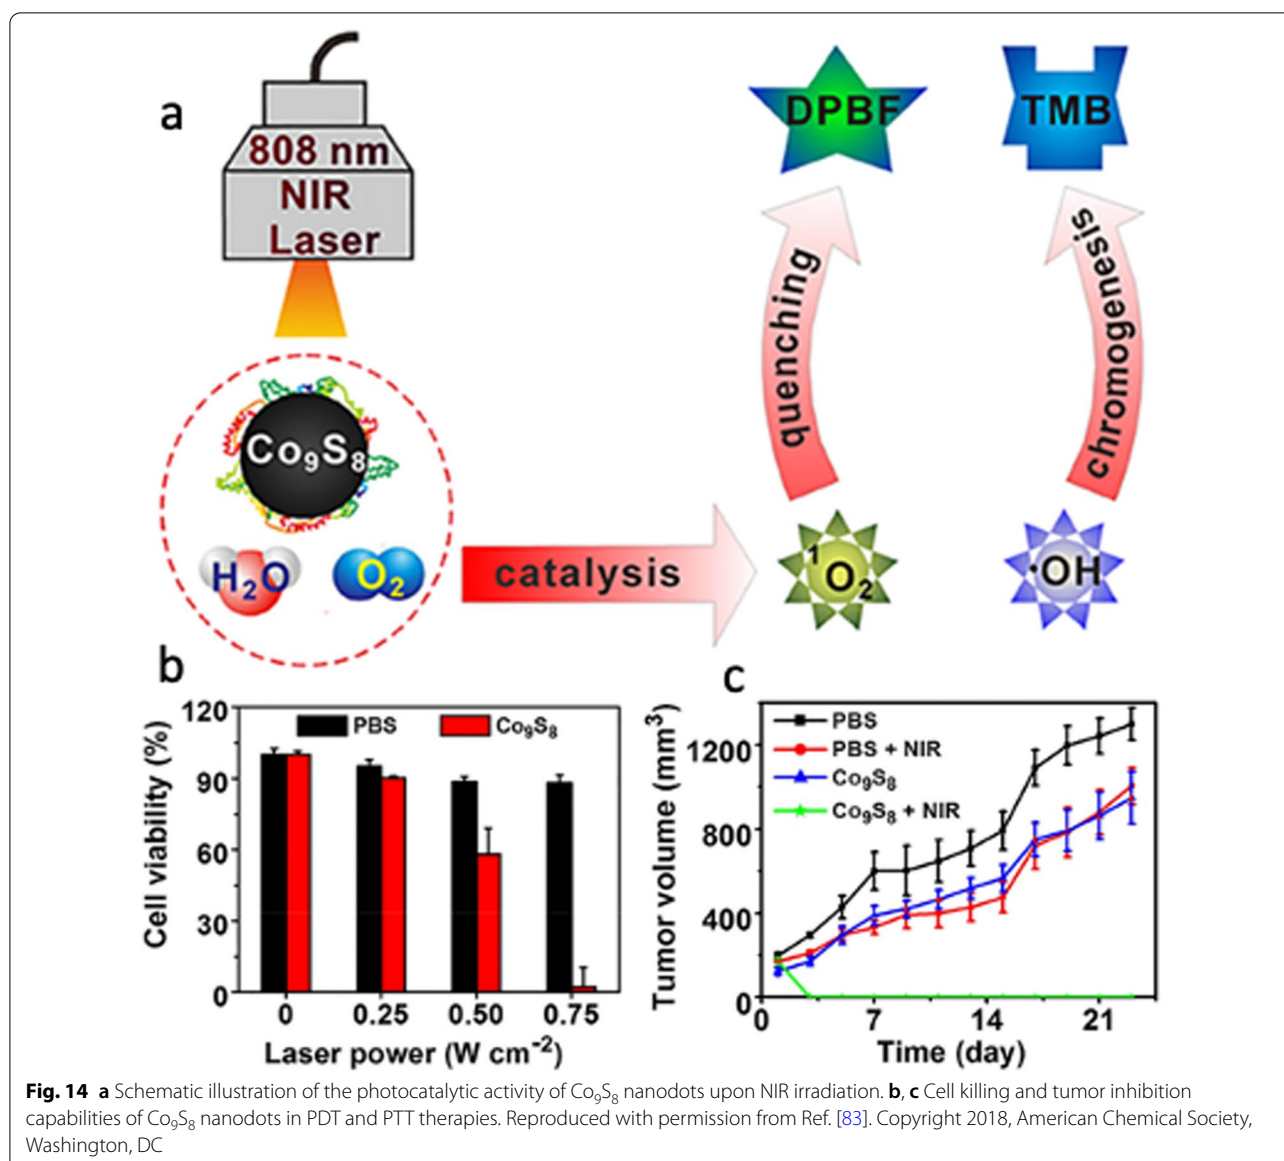 a
808 nm
NIR
Laser
Co₉S₈
H₂O
O₂
catalysis
DPBF
TMB
quenching
chromogenesis
¹O₂
·OH
b
120
90
60
30
0
Cell viability (%)
PBS
Co₉S₈
0 0.25 0.50 0.75
Laser power (W cm⁻²)
c
1200
800
400
0
Tumor volume (mm³)
PBS
PBS + NIR
Co₉S₈
Co₉S₈ + NIR
0 7 14 21
Time (day)
Fig. 14 a Schematic illustration of the photocatalytic activity of Co₉S₈ nanodots upon NIR irradiation. b, c Cell killing and tumor inhibition
capabilities of Co₉S₈ nanodots in PDT and PTT therapies. Reproduced with permission from Ref. [83]. Copyright 2018, American Chemical Society,
Washington, DC